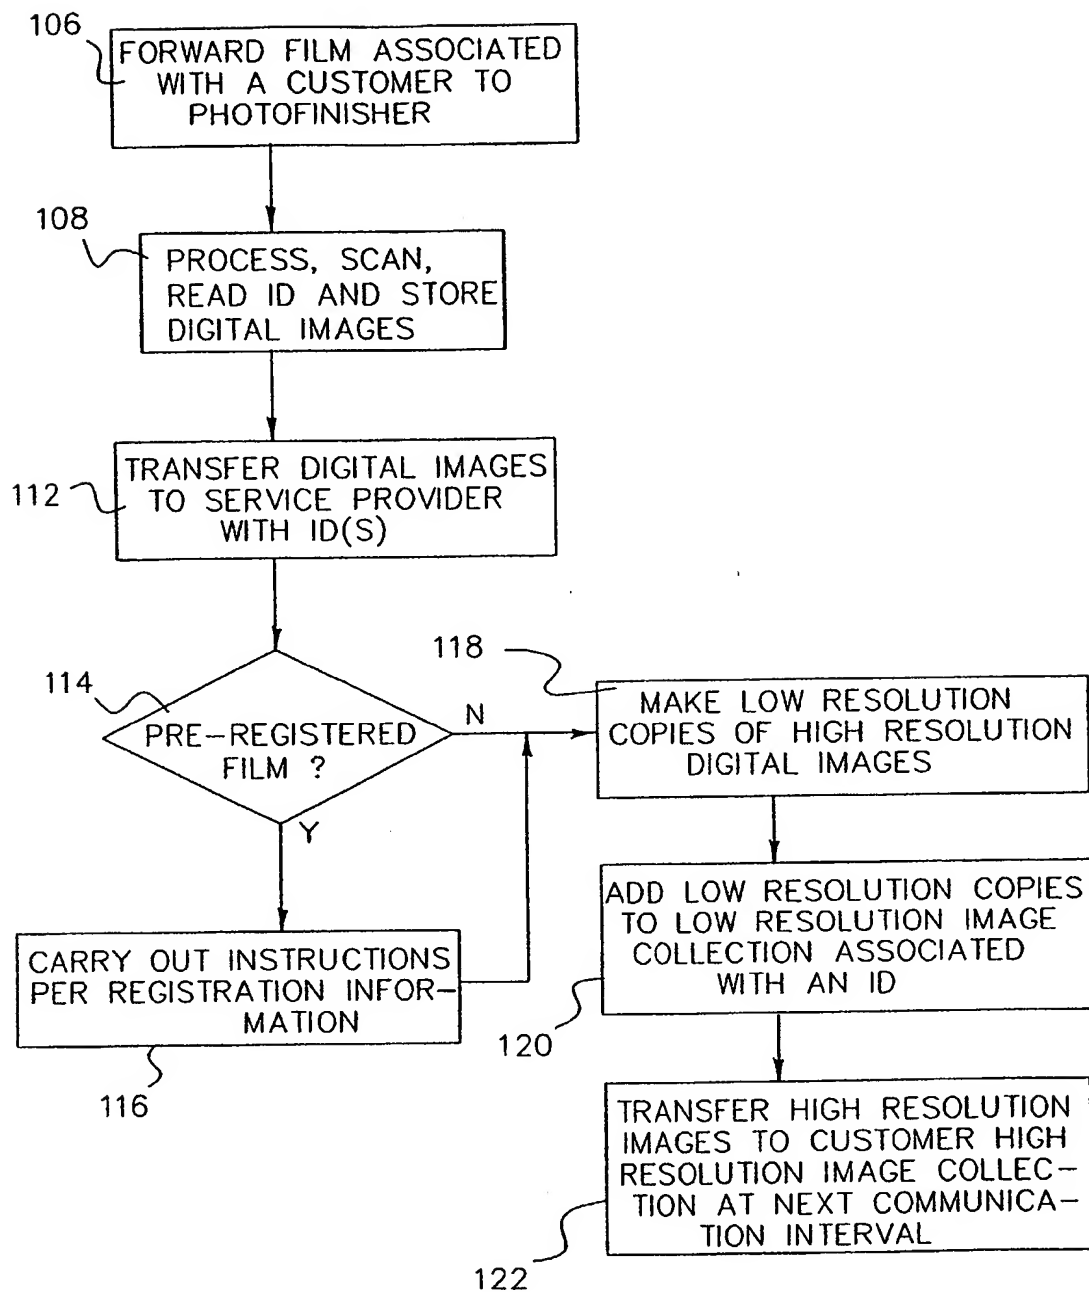 106
FORWARD FILM ASSOCIATED
WITH A CUSTOMER TO
PHOTOFINISHER
108
PROCESS, SCAN,
READ ID AND STORE
DIGITAL IMAGES
112
TRANSFER DIGITAL IMAGES
TO SERVICE PROVIDER
WITH ID(S)
114
PRE-REGISTERED
FILM ?
N
Y
CARRY OUT INSTRUCTIONS
PER REGISTRATION INFOR-
MATION
116
118
MAKE LOW RESOLUTION
COPIES OF HIGH RESOLUTION
DIGITAL IMAGES
ADD LOW RESOLUTION COPIES
TO LOW RESOLUTION IMAGE
COLLECTION ASSOCIATED
WITH AN ID
120
TRANSFER HIGH RESOLUTION
IMAGES TO CUSTOMER HIGH
RESOLUTION IMAGE COLLEC-
TION AT NEXT COMMUNICA-
TION INTERVAL
122